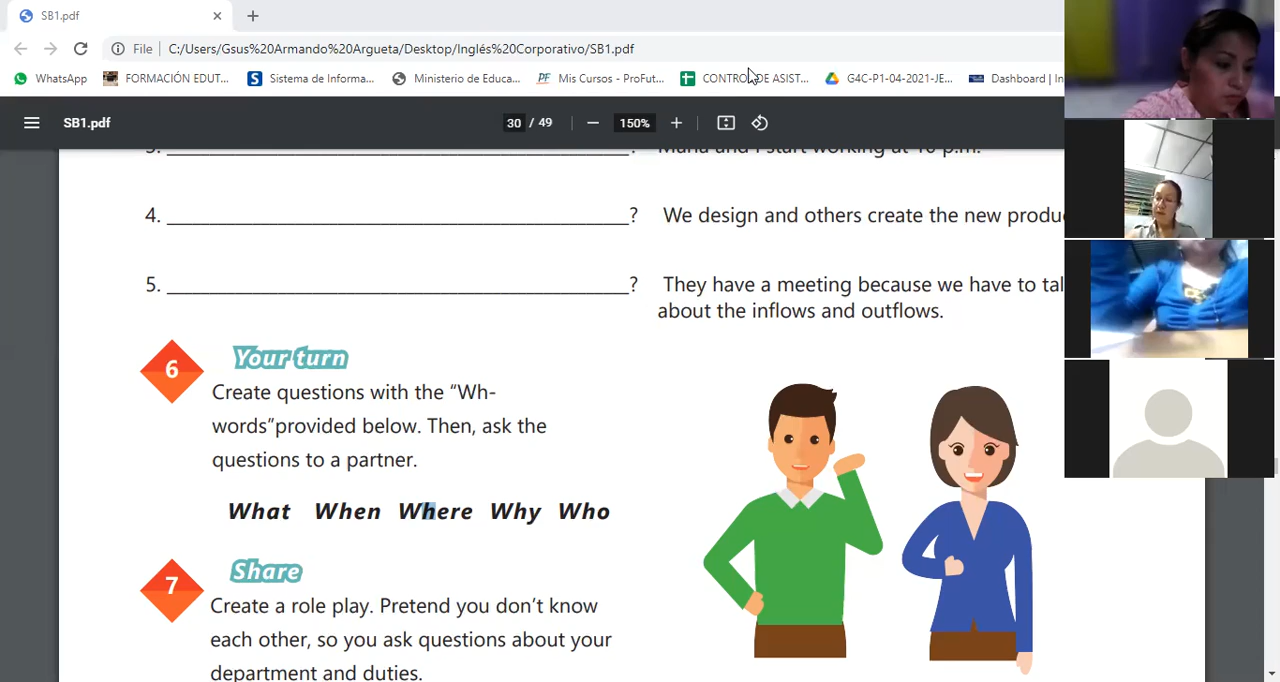 SB1.pdf
File | C:/Users/Gsus%20Armando%20Argueta/Desktop/Inglés%20Corporativo/SB1.pdf
WhatsApp FORMACIÓN EDUT... Sistema de Informa... Ministerio de Educa... PF Mis Cursos - ProFut... CONTROL DE ASIST... G4C-P1-04-2021-JE... Dashboard | In
SB1.pdf 30 / 49 150%
4. ? We design and others create the new produ
5. ? They have a meeting because we have to tal
about the inflows and outflows.
6 Your turn
Create questions with the “Wh-
words”provided below. Then, ask the
questions to a partner.
What When Where Why Who
7 Share
Create a role play. Pretend you don’t know
each other, so you ask questions about your
department and duties.